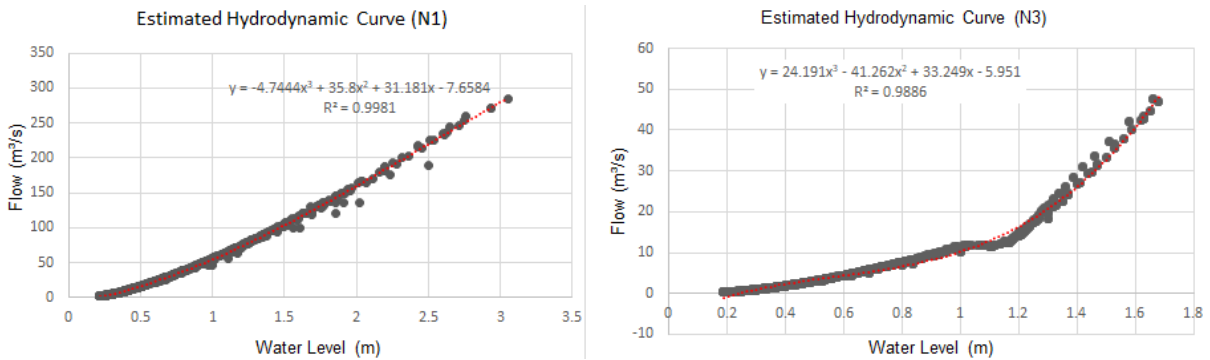 Estimated Hydrodynamic Curve (N1)
350
300
250
200
150
100
50
0
Flow (m³/s)
y = -4.7444x³ + 35.8x² + 31.181x - 7.6584
R² = 0.9981
0 0.5 1 1.5 2 2.5 3 3.5
Water Level (m)
Estimated Hydrodynamic Curve (N3)
60
50
40
30
20
10
0
-10
Flow (m³/s)
y = 24.191x³ - 41.262x² + 33.249x - 5.951
R² = 0.9886
0 0.2 0.4 0.6 0.8 1 1.2 1.4 1.6 1.8
Water Level (m)